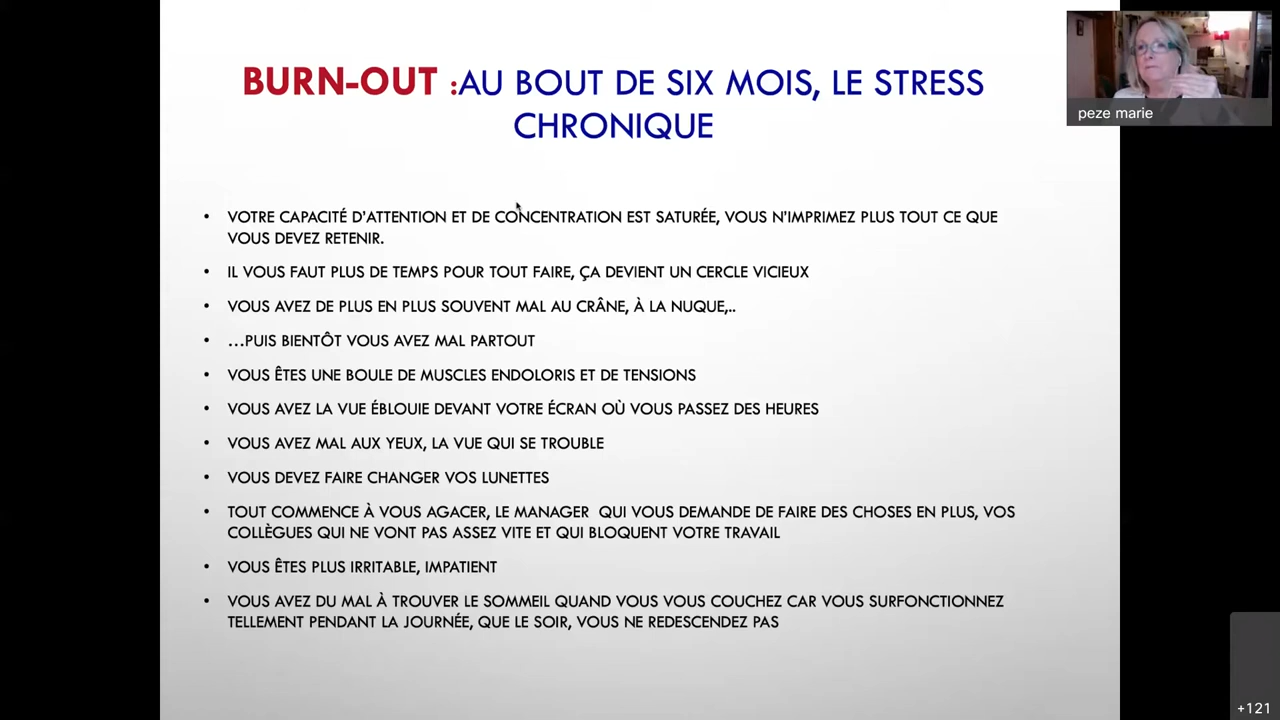 BURN-OUT :AU BOUT DE SIX MOIS, LE STRESS
CHRONIQUE
peze marie
• VOTRE CAPACITÉ D'ATTENTION ET DE CONCENTRATION EST SATURÉE, VOUS N'IMPRIMEZ PLUS TOUT CE QUE
VOUS DEVEZ RETENIR.
• IL VOUS FAUT PLUS DE TEMPS POUR TOUT FAIRE, ÇA DEVIENT UN CERCLE VICIEUX
• VOUS AVEZ DE PLUS EN PLUS SOUVENT MAL AU CRÂNE, À LA NUQUE,..
• ...PUIS BIENTÔT VOUS AVEZ MAL PARTOUT
• VOUS ÊTES UNE BOULE DE MUSCLES ENDOLORIS ET DE TENSIONS
• VOUS AVEZ LA VUE ÉBLOUIE DEVANT VOTRE ÉCRAN OÙ VOUS PASSEZ DES HEURES
• VOUS AVEZ MAL AUX YEUX, LA VUE QUI SE TROUBLE
• VOUS DEVEZ FAIRE CHANGER VOS LUNETTES
• TOUT COMMENCE À VOUS AGACER, LE MANAGER QUI VOUS DEMANDE DE FAIRE DES CHOSES EN PLUS, VOS
COLLÈGUES QUI NE VONT PAS ASSEZ VITE ET QUI BLOQUENT VOTRE TRAVAIL
• VOUS ÊTES PLUS IRRITABLE, IMPATIENT
• VOUS AVEZ DU MAL À TROUVER LE SOMMEIL QUAND VOUS VOUS COUCHEZ CAR VOUS SURFONCTIONNEZ
TELLEMENT PENDANT LA JOURNÉE, QUE LE SOIR, VOUS NE REDESCENDEZ PAS
+121